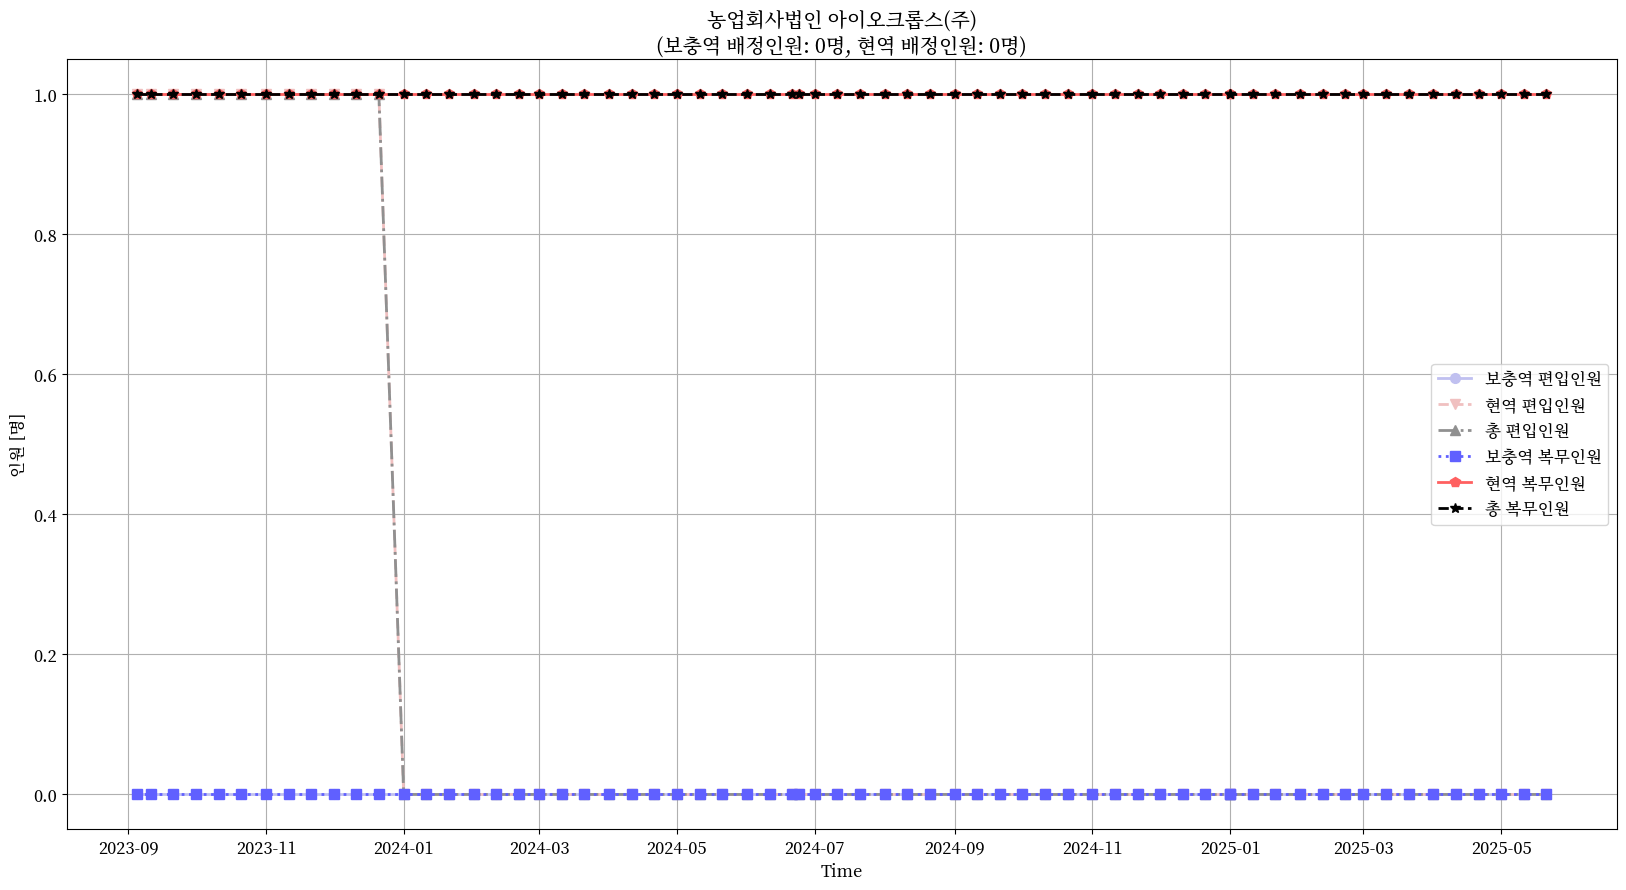 농업회사법인 아이오크롭스(주)
(보충역 배정인원: 0명, 현역 배정인원: 0명)
인원 [명]
1.0
0.8
0.6
0.4
0.2
0.0
보충역 편입인원
현역 편입인원
총 편입인원
보충역 복무인원
현역 복무인원
총 복무인원
2023-09 2023-11 2024-01 2024-03 2024-05 2024-07 2024-09 2024-11 2025-01 2025-03 2025-05
Time